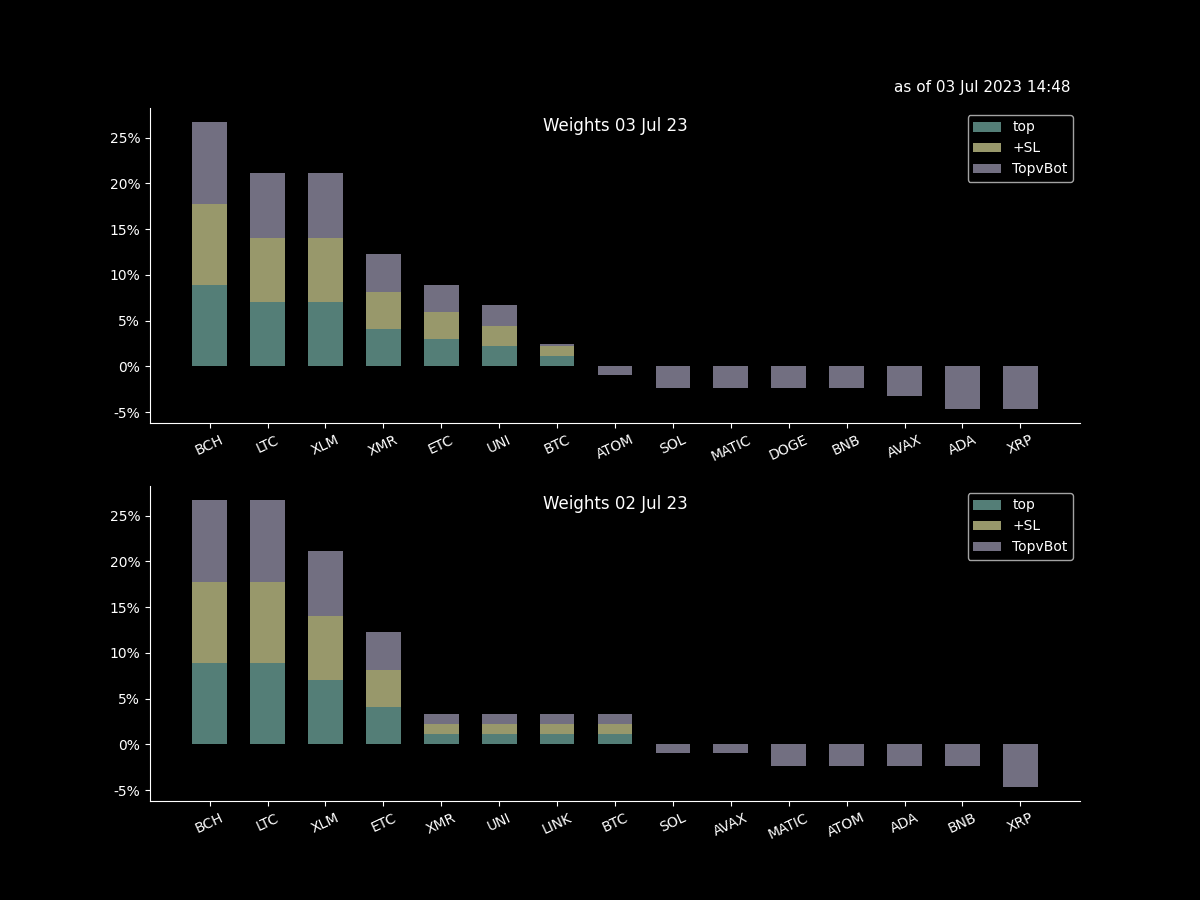 as of 03 Jul 2023 14:48
Weights 03 Jul 23
top
+SL
TopvBot
25%
20%
15%
10%
5%
0%
-5%
BCH LTC XLM XMR ETC UNI BTC ATOM SOL MATIC DOGE BNB AVAX ADA XRP
Weights 02 Jul 23
top
+SL
TopvBot
25%
20%
15%
10%
5%
0%
-5%
BCH LTC XLM ETC XMR UNI LINK BTC SOL AVAX MATIC ATOM ADA BNB XRP